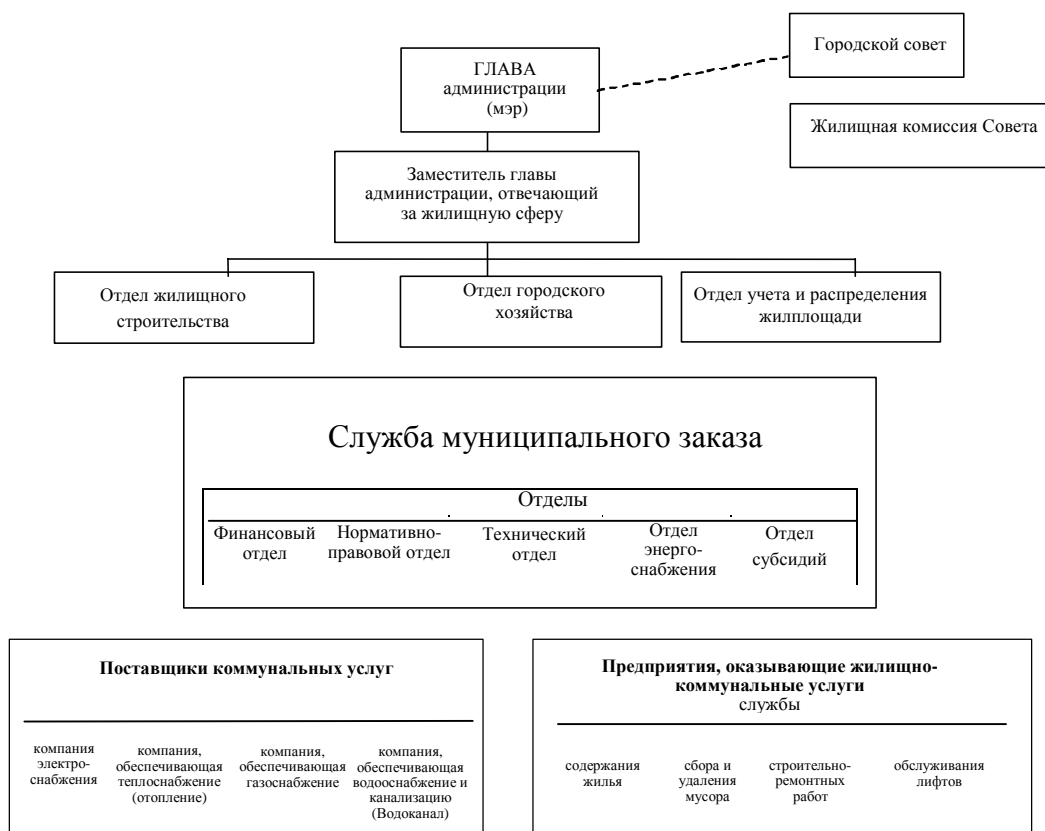 Городской совет
ГЛАВА
администрации
(мэр)
Жилищная комиссия Совета
Заместитель главы
администрации, отвечающий
за жилищную сферу
Отдел жилищного
строительства
Отдел городского
хозяйства
Отдел учета и распределения
жилплощади
Служба муниципального заказа
Отделы
Финансовый
отдел
Нормативно-
правовой отдел
Технический
отдел
Отдел
энерго-
снабжения
Отдел
субсидий
Поставщики коммунальных услуг
компания
электро-
снабжения
компания,
обеспечивающая
теплоснабжение
(отопление)
компания,
обеспечивающая
газоснабжение
компания,
обеспечивающая
водооснабжение и
канализацию
(Водоканал)
Предприятия, оказывающие жилищно-
коммунальные услуги
службы
содержания
жилья
сбора и
удаления
мусора
строительно-
ремонтных
работ
обслуживания
лифтов